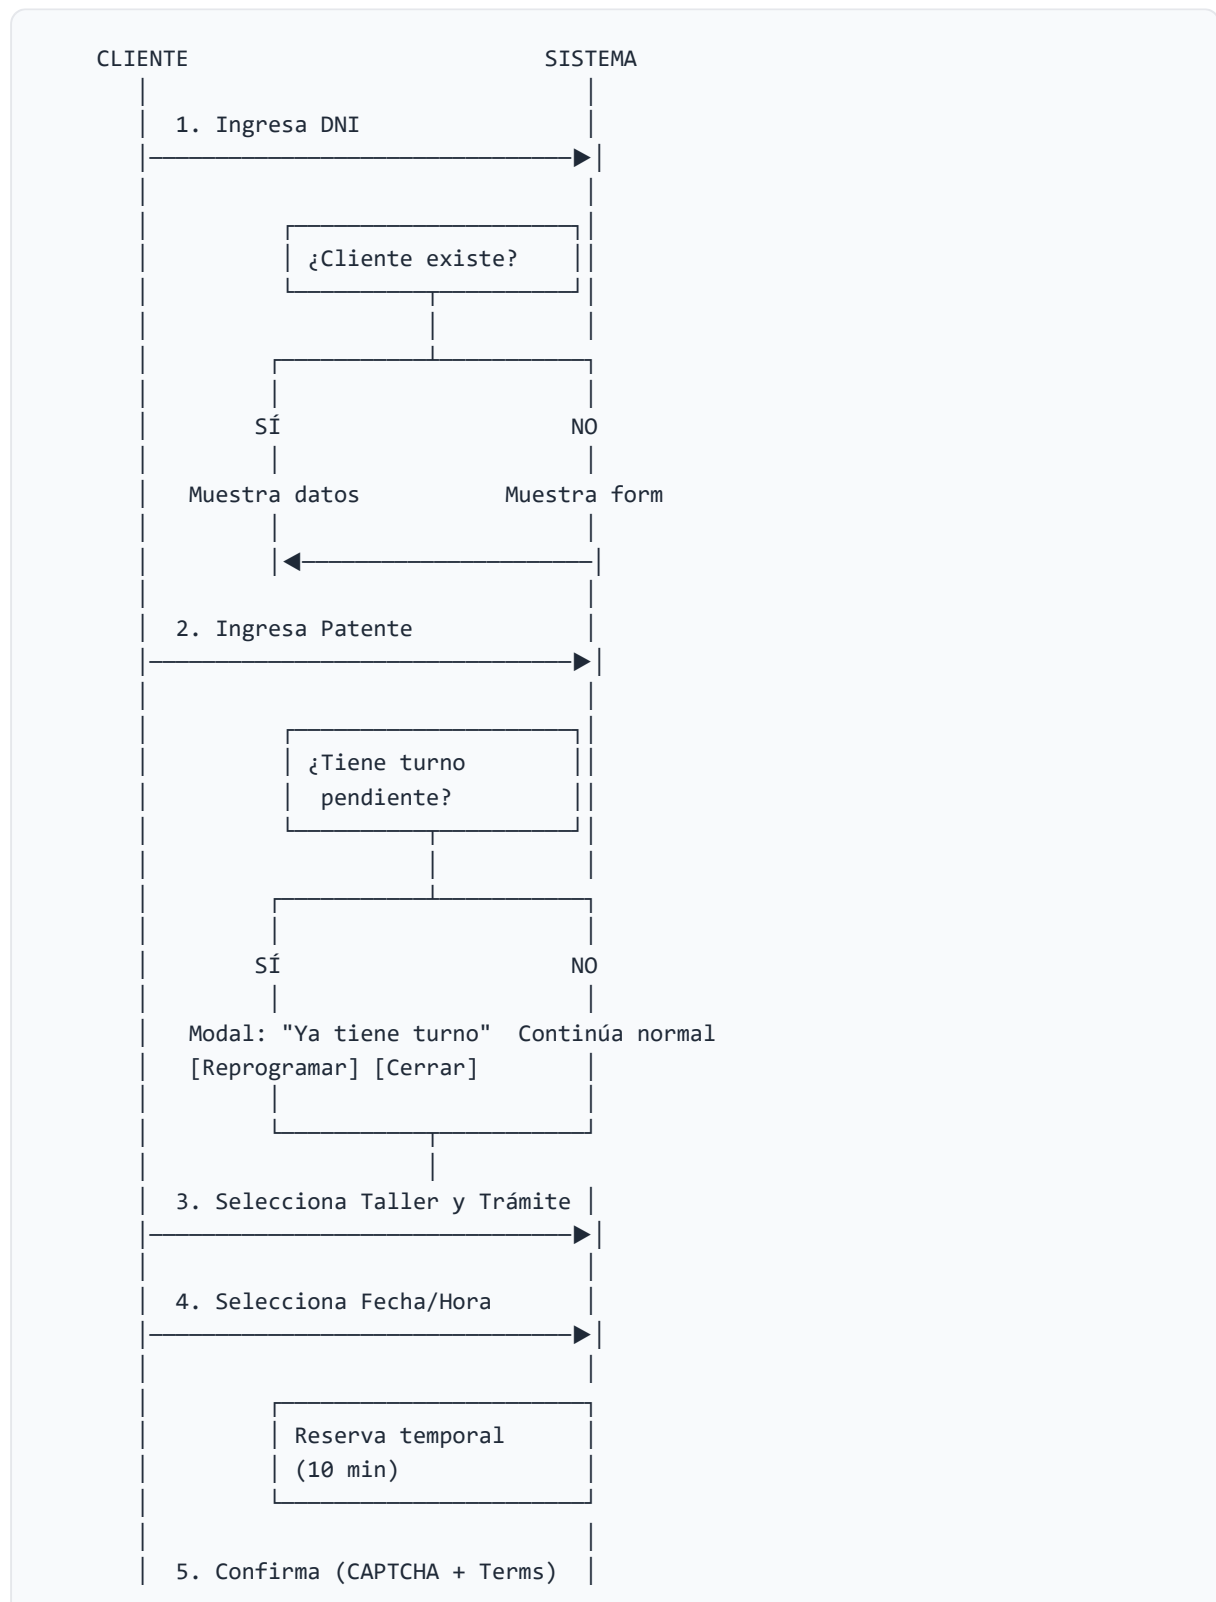 CLIENTE SISTEMA
1. Ingresa DNI
¿Cliente existe?
SÍ NO
Muestra datos Muestra form
2. Ingresa Patente
¿Tiene turno
pendiente?
SÍ NO
Modal: "Ya tiene turno" Continúa normal
[Reprogramar] [Cerrar]
3. Selecciona Taller y Trámite
4. Selecciona Fecha/Hora
Reserva temporal
(10 min)
5. Confirma (CAPTCHA + Terms)